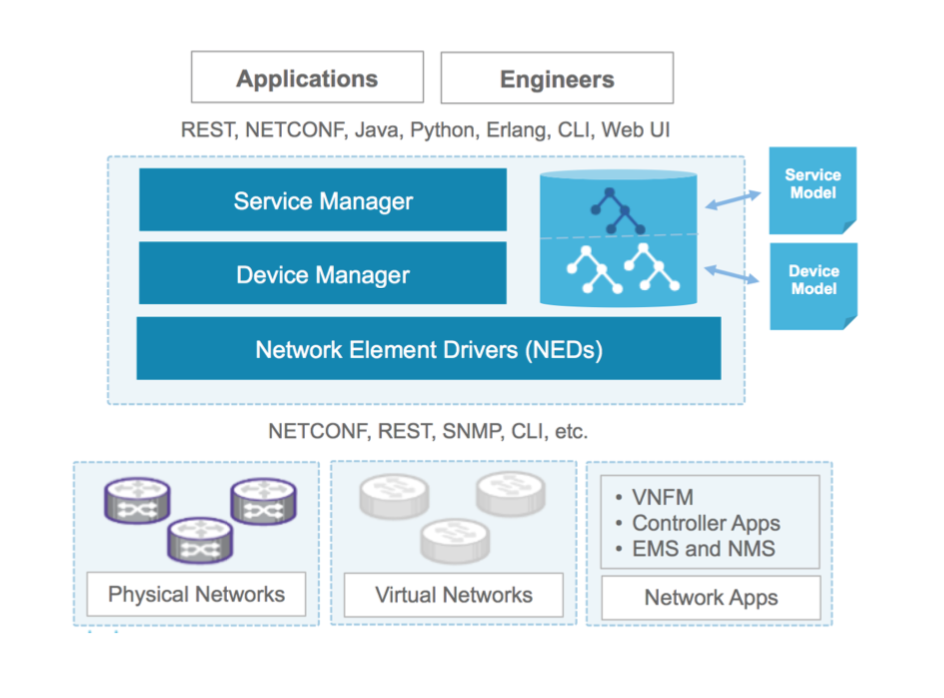 Applications
Engineers
REST, NETCONF, Java, Python, Erlang, CLI, Web UI
Service Manager
Service
Model
Device Manager
Device
Model
Network Element Drivers (NEDs)
NETCONF, REST, SNMP, CLI, etc.
Physical Networks
Virtual Networks
• VNFM
• Controller Apps
• EMS and NMS
Network Apps